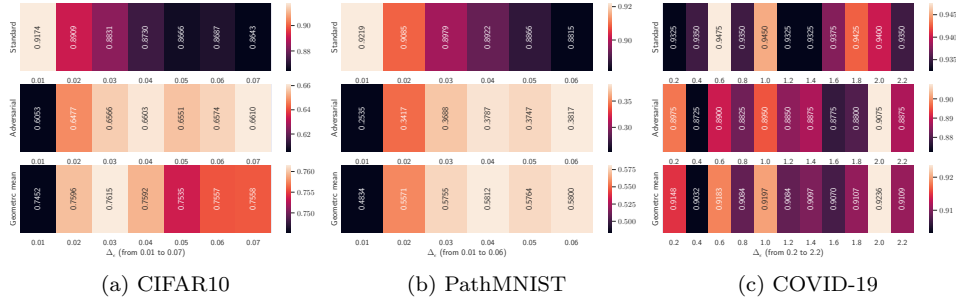 Standard
0.9174 0.8909 0.8831 0.8730 0.8666 0.8687 0.8643
0.90
0.88
0.01 0.02 0.03 0.04 0.05 0.06 0.07
Adversarial
0.6053 0.6477 0.6566 0.6603 0.6551 0.6574 0.6610
0.66
0.64
0.62
0.01 0.02 0.03 0.04 0.05 0.06 0.07
Geometric mean
0.7452 0.7596 0.7615 0.7592 0.7535 0.7557 0.7558
0.760
0.755
0.750
0.01 0.02 0.03 0.04 0.05 0.06 0.07
Δε (from 0.01 to 0.07)
(a) CIFAR10
Standard
0.9219 0.9085 0.8979 0.8922 0.8866 0.8815
0.92
0.90
0.01 0.02 0.03 0.04 0.05 0.06
Adversarial
0.2535 0.3417 0.3688 0.3787 0.3747 0.3817
0.35
0.30
0.01 0.02 0.03 0.04 0.05 0.06
Geometric mean
0.4834 0.5571 0.5755 0.5812 0.5764 0.5800
0.575
0.550
0.525
0.500
0.01 0.02 0.03 0.04 0.05 0.06
Δε (from 0.01 to 0.06)
(b) PathMNIST
Standard
0.9325 0.9350 0.9475 0.9350 0.9450 0.9325 0.9325 0.9375 0.9425 0.9400 0.9350
0.945
0.940
0.935
0.2 0.4 0.6 0.8 1.0 1.2 1.4 1.6 1.8 2.0 2.2
Adversarial
0.8975 0.8725 0.8900 0.8825 0.8950 0.8850 0.8875 0.8775 0.8800 0.9075 0.8875
0.90
0.89
0.88
0.2 0.4 0.6 0.8 1.0 1.2 1.4 1.6 1.8 2.0 2.2
Geometric mean
0.9148 0.9032 0.9183 0.9084 0.9197 0.9084 0.9097 0.9070 0.9107 0.9236 0.9109
0.92
0.91
0.2 0.4 0.6 0.8 1.0 1.2 1.4 1.6 1.8 2.0 2.2
Δε (from 0.2 to 2.2)
(c) COVID-19